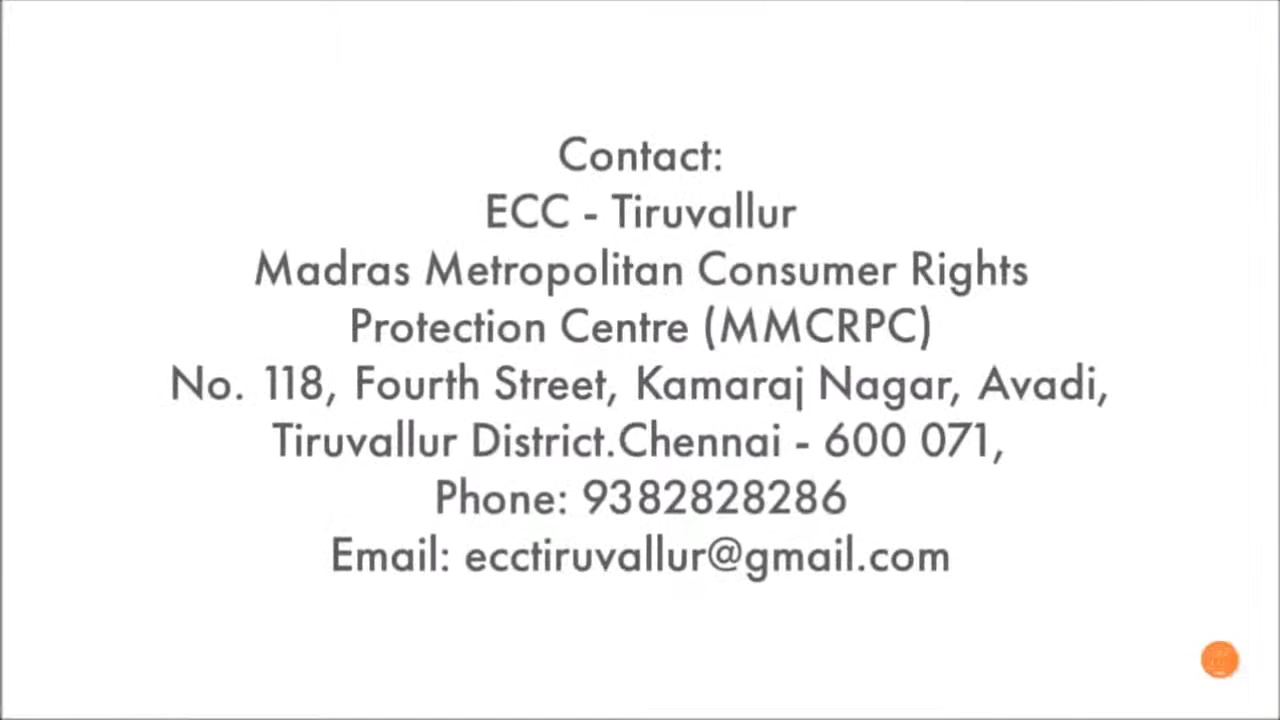 Contact:
ECC - Tiruvallur
Madras Metropolitan Consumer Rights
Protection Centre (MMCRPC)
No. 118, Fourth Street, Kamaraj Nagar, Avadi,
Tiruvallur District.Chennai - 600 071,
Phone: 9382828286
Email: ecctiruvallur@gmail.com